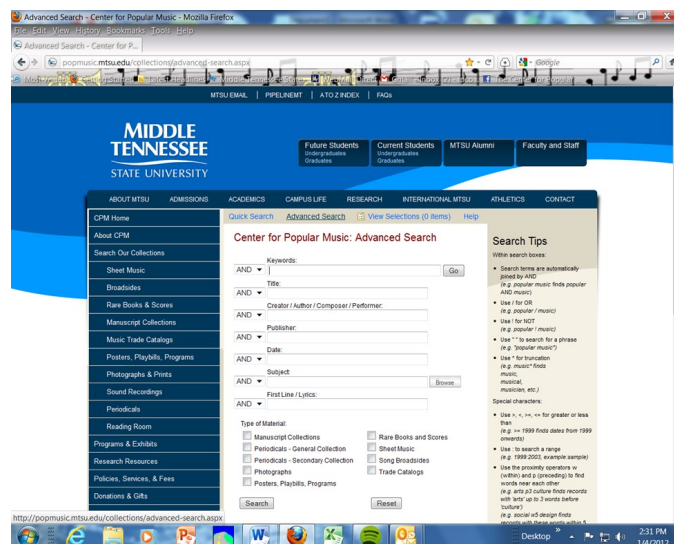 Advanced Search - Center for Popular Music - Mozilla Firefox
File Edit View History Bookmarks Tools Help
Advanced Search - Center for P...
popmusic.mtsu.edu/collections/advanced-search.aspx
Google
MTSU EMAIL | PIPELINEMT | A TO Z INDEX | FAQs
MIDDLE
TENNESSEE
STATE UNIVERSITY
Future Students
Undergraduates
Graduates
Current Students
Undergraduates
Graduates
MTSU Alumni
Faculty and Staff
ABOUT MTSU ADMISSIONS ACADEMICS CAMPUS LIFE RESEARCH INTERNATIONAL MTSU ATHLETICS CONTACT
CPM Home
About CPM
Search Our Collections
Sheet Music
Broadsides
Rare Books & Scores
Manuscript Collections
Music Trade Catalogs
Posters, Playbills, Programs
Photographs & Prints
Sound Recordings
Periodicals
Reading Room
Programs & Exhibits
Research Resources
Policies, Services, & Fees
Donations & Gifts
Quick Search Advanced Search View Selections (0 items) Help
Center for Popular Music: Advanced Search
Keywords:
AND Go
Title:
AND
Creator / Author / Composer / Performer:
AND
Publisher:
AND
Date:
AND
Subject:
AND Browse
First Line / Lyrics:
AND
Type of Material:
Manuscript Collections Rare Books and Scores
Periodicals - General Collection Sheet Music
Periodicals - Secondary Collection Song Broadsides
Photographs Trade Catalogs
Posters, Playbills, Programs
Search Reset
Search Tips
Within search boxes:
Search terms are automatically
joined by AND
(e.g. popular music finds popular
AND music)
Use / for OR
(e.g. popular / music)
Use ! for NOT
(e.g. popular ! music)
Use " " to search for a phrase
(e.g. "popular music")
Use * for truncation
(e.g. music* finds
music,
musical,
musician, etc.)
Special characters:
Use >, <, >=, <= for greater or less
than
(e.g. >= 1999 finds dates from 1999
onwards)
Use : to search a range
(e.g. 1999:2003, example:sample)
Use the proximity operators w
(within) and p (preceding) to find
words near each other
(e.g. arts p3 culture finds records
with 'arts' up to 3 words before
'culture')
(e.g. social w5 design finds
records with these words within 5
http://popmusic.mtsu.edu/collections/advanced-search.aspx
Desktop
2:31 PM
1/4/2012